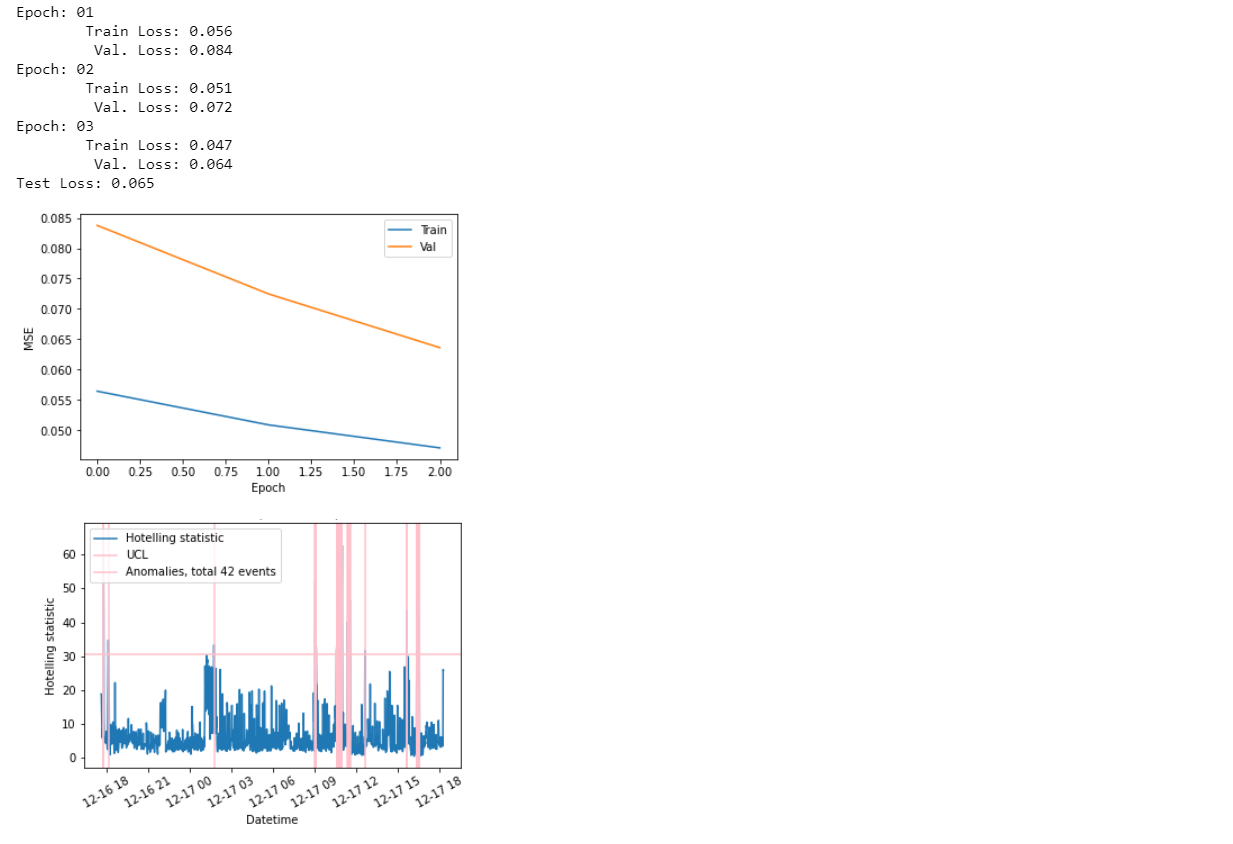 Epoch: 01
Train Loss: 0.056
Val. Loss: 0.084
Epoch: 02
Train Loss: 0.051
Val. Loss: 0.072
Epoch: 03
Train Loss: 0.047
Val. Loss: 0.064
Test Loss: 0.065
0.085
0.080
0.075
0.070
0.065
0.060
0.055
0.050
MSE
Train
Val
0.00 0.25 0.50 0.75 1.00 1.25 1.50 1.75 2.00
Epoch
Hotelling statistic
UCL
Anomalies, total 42 events
60
50
40
30
20
10
0
Hotelling statistic
12-16 18 12-16 21 12-17 00 12-17 03 12-17 06 12-17 09 12-17 12 12-17 15 12-17 18
Datetime